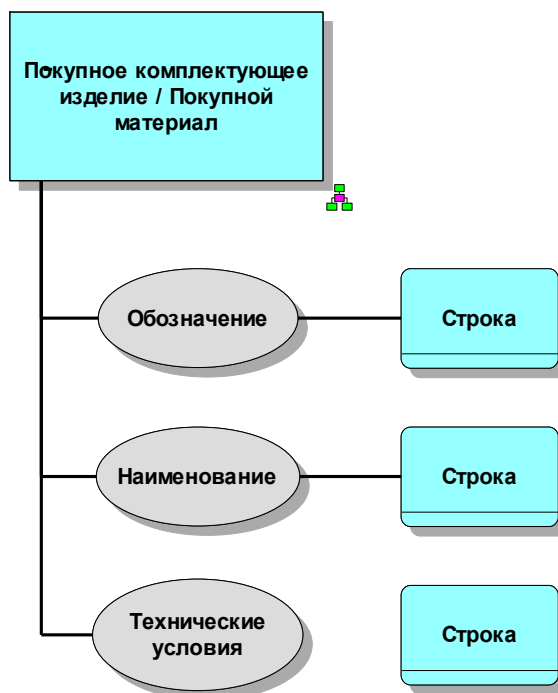 Покупное комплектующее
изделие / Покупной
материал
Обозначение
Строка
Наименование
Строка
Технические
условия
Строка